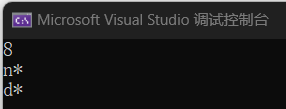 Microsoft Visual Studio 调试控制台
8
n*
d*